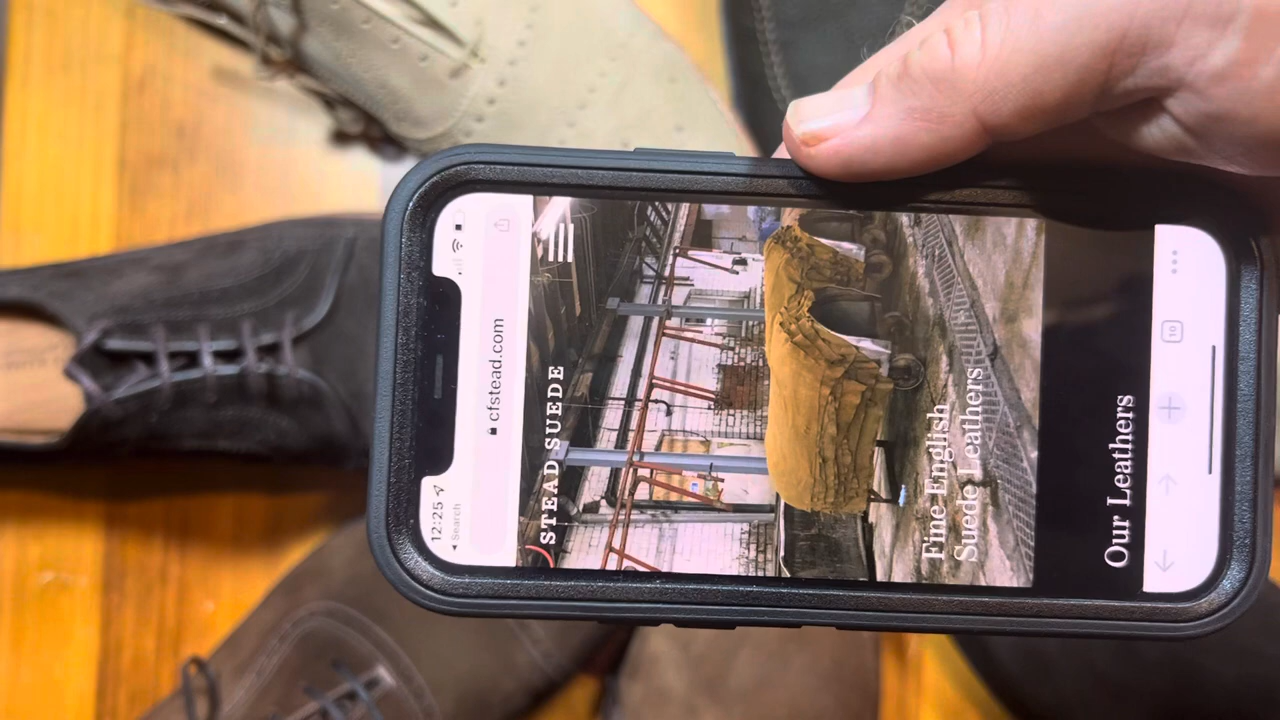 12:25
Search
cfstead.com
STEAD SUEDE
Fine English
Suede Leathers
Our Leathers
10